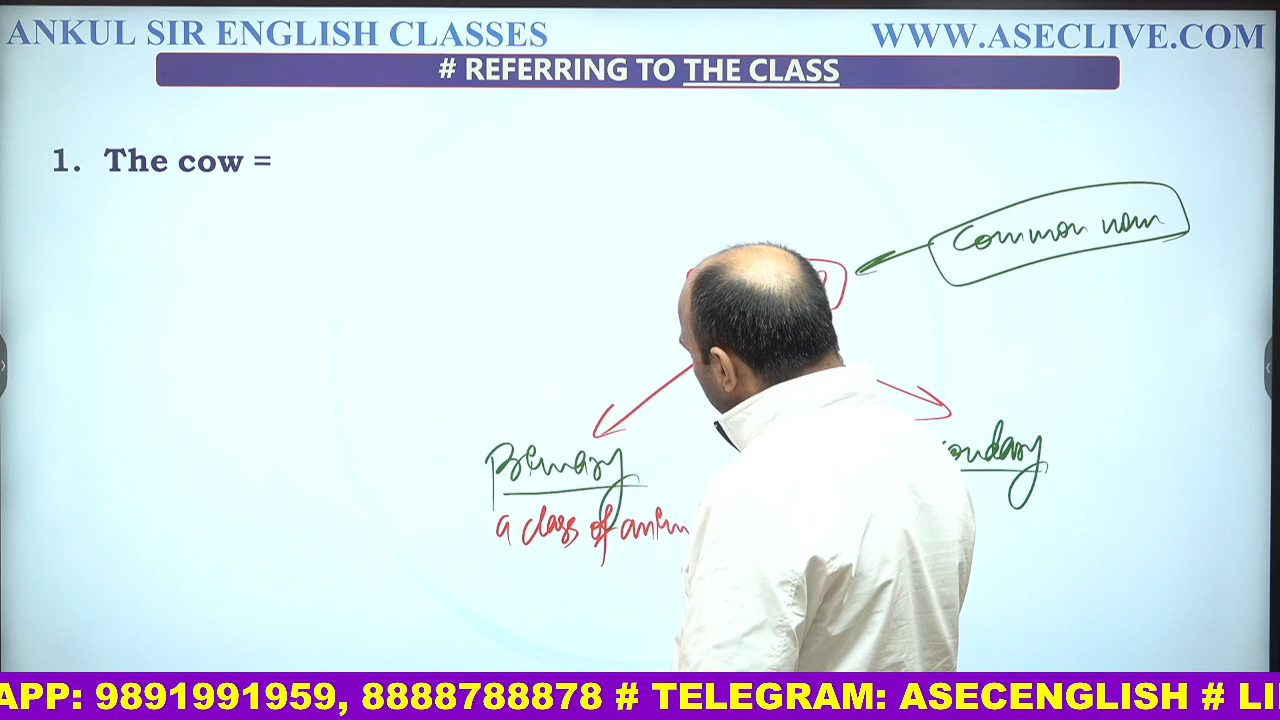 ANKUL SIR ENGLISH CLASSES
WWW.ASECLIVE.COM
# REFERRING TO THE CLASS
1. The cow =
Common noun
Primary
ondary
a class of anim
APP: 9891991959, 8888788878 # TELEGRAM: ASECENGLISH # LI